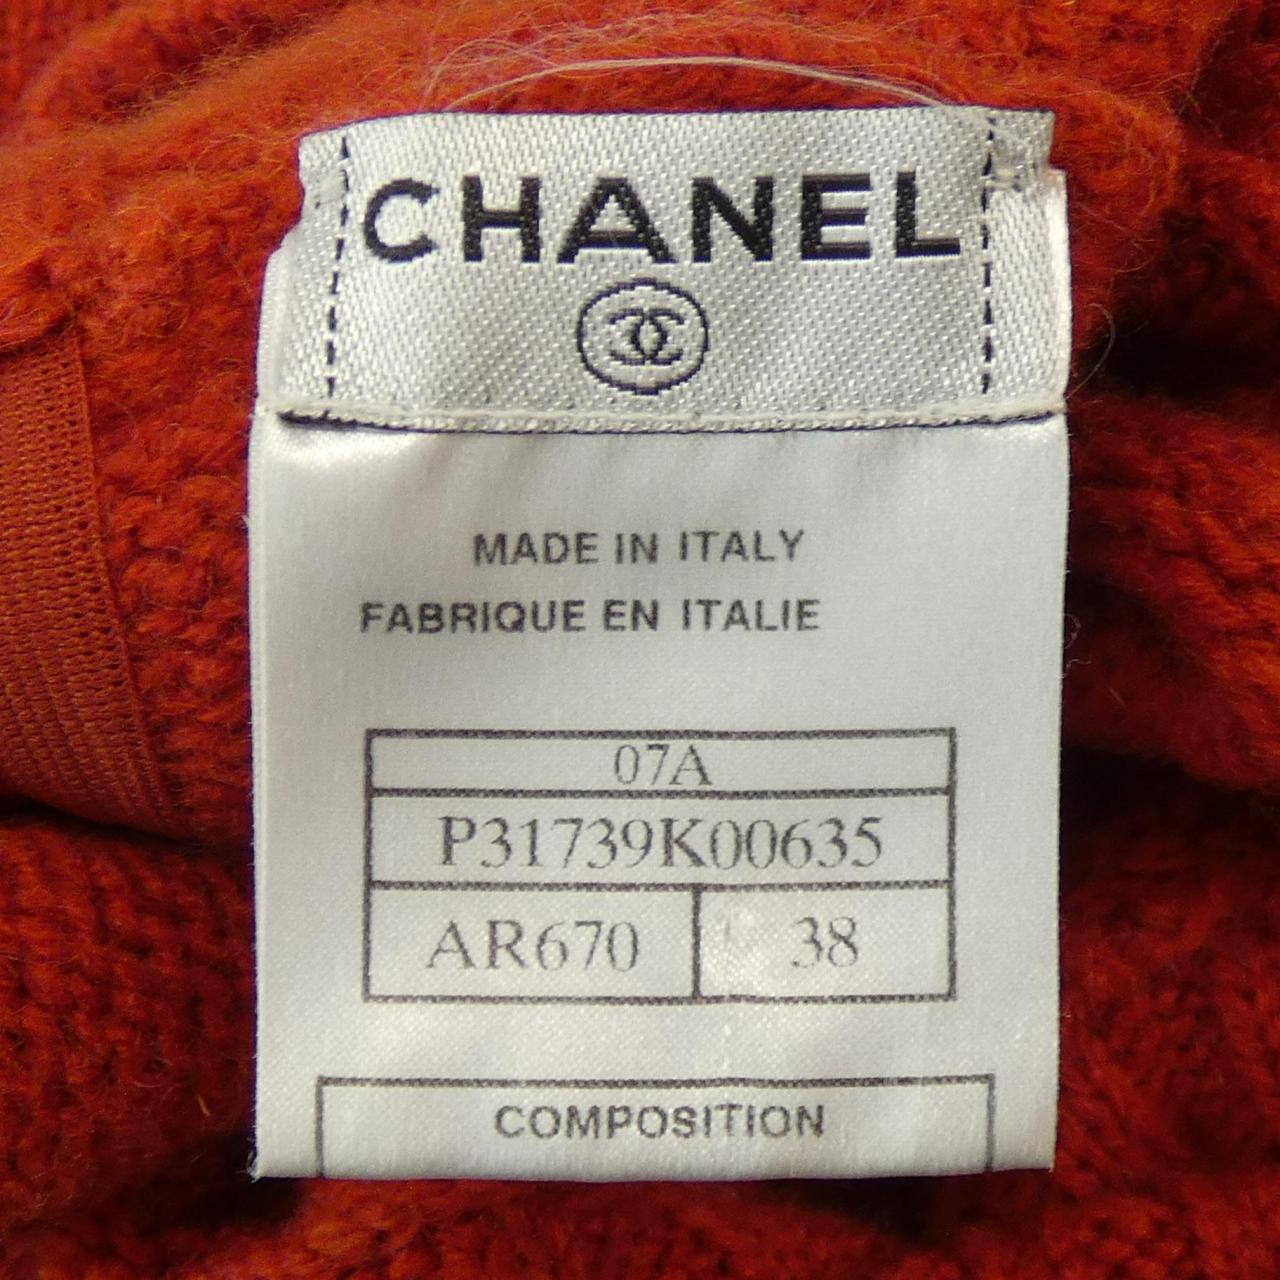 CHANEL
MADE IN ITALY
FABRIQUE EN ITALIE
07A
P31739K00635
AR670 38
COMPOSITION